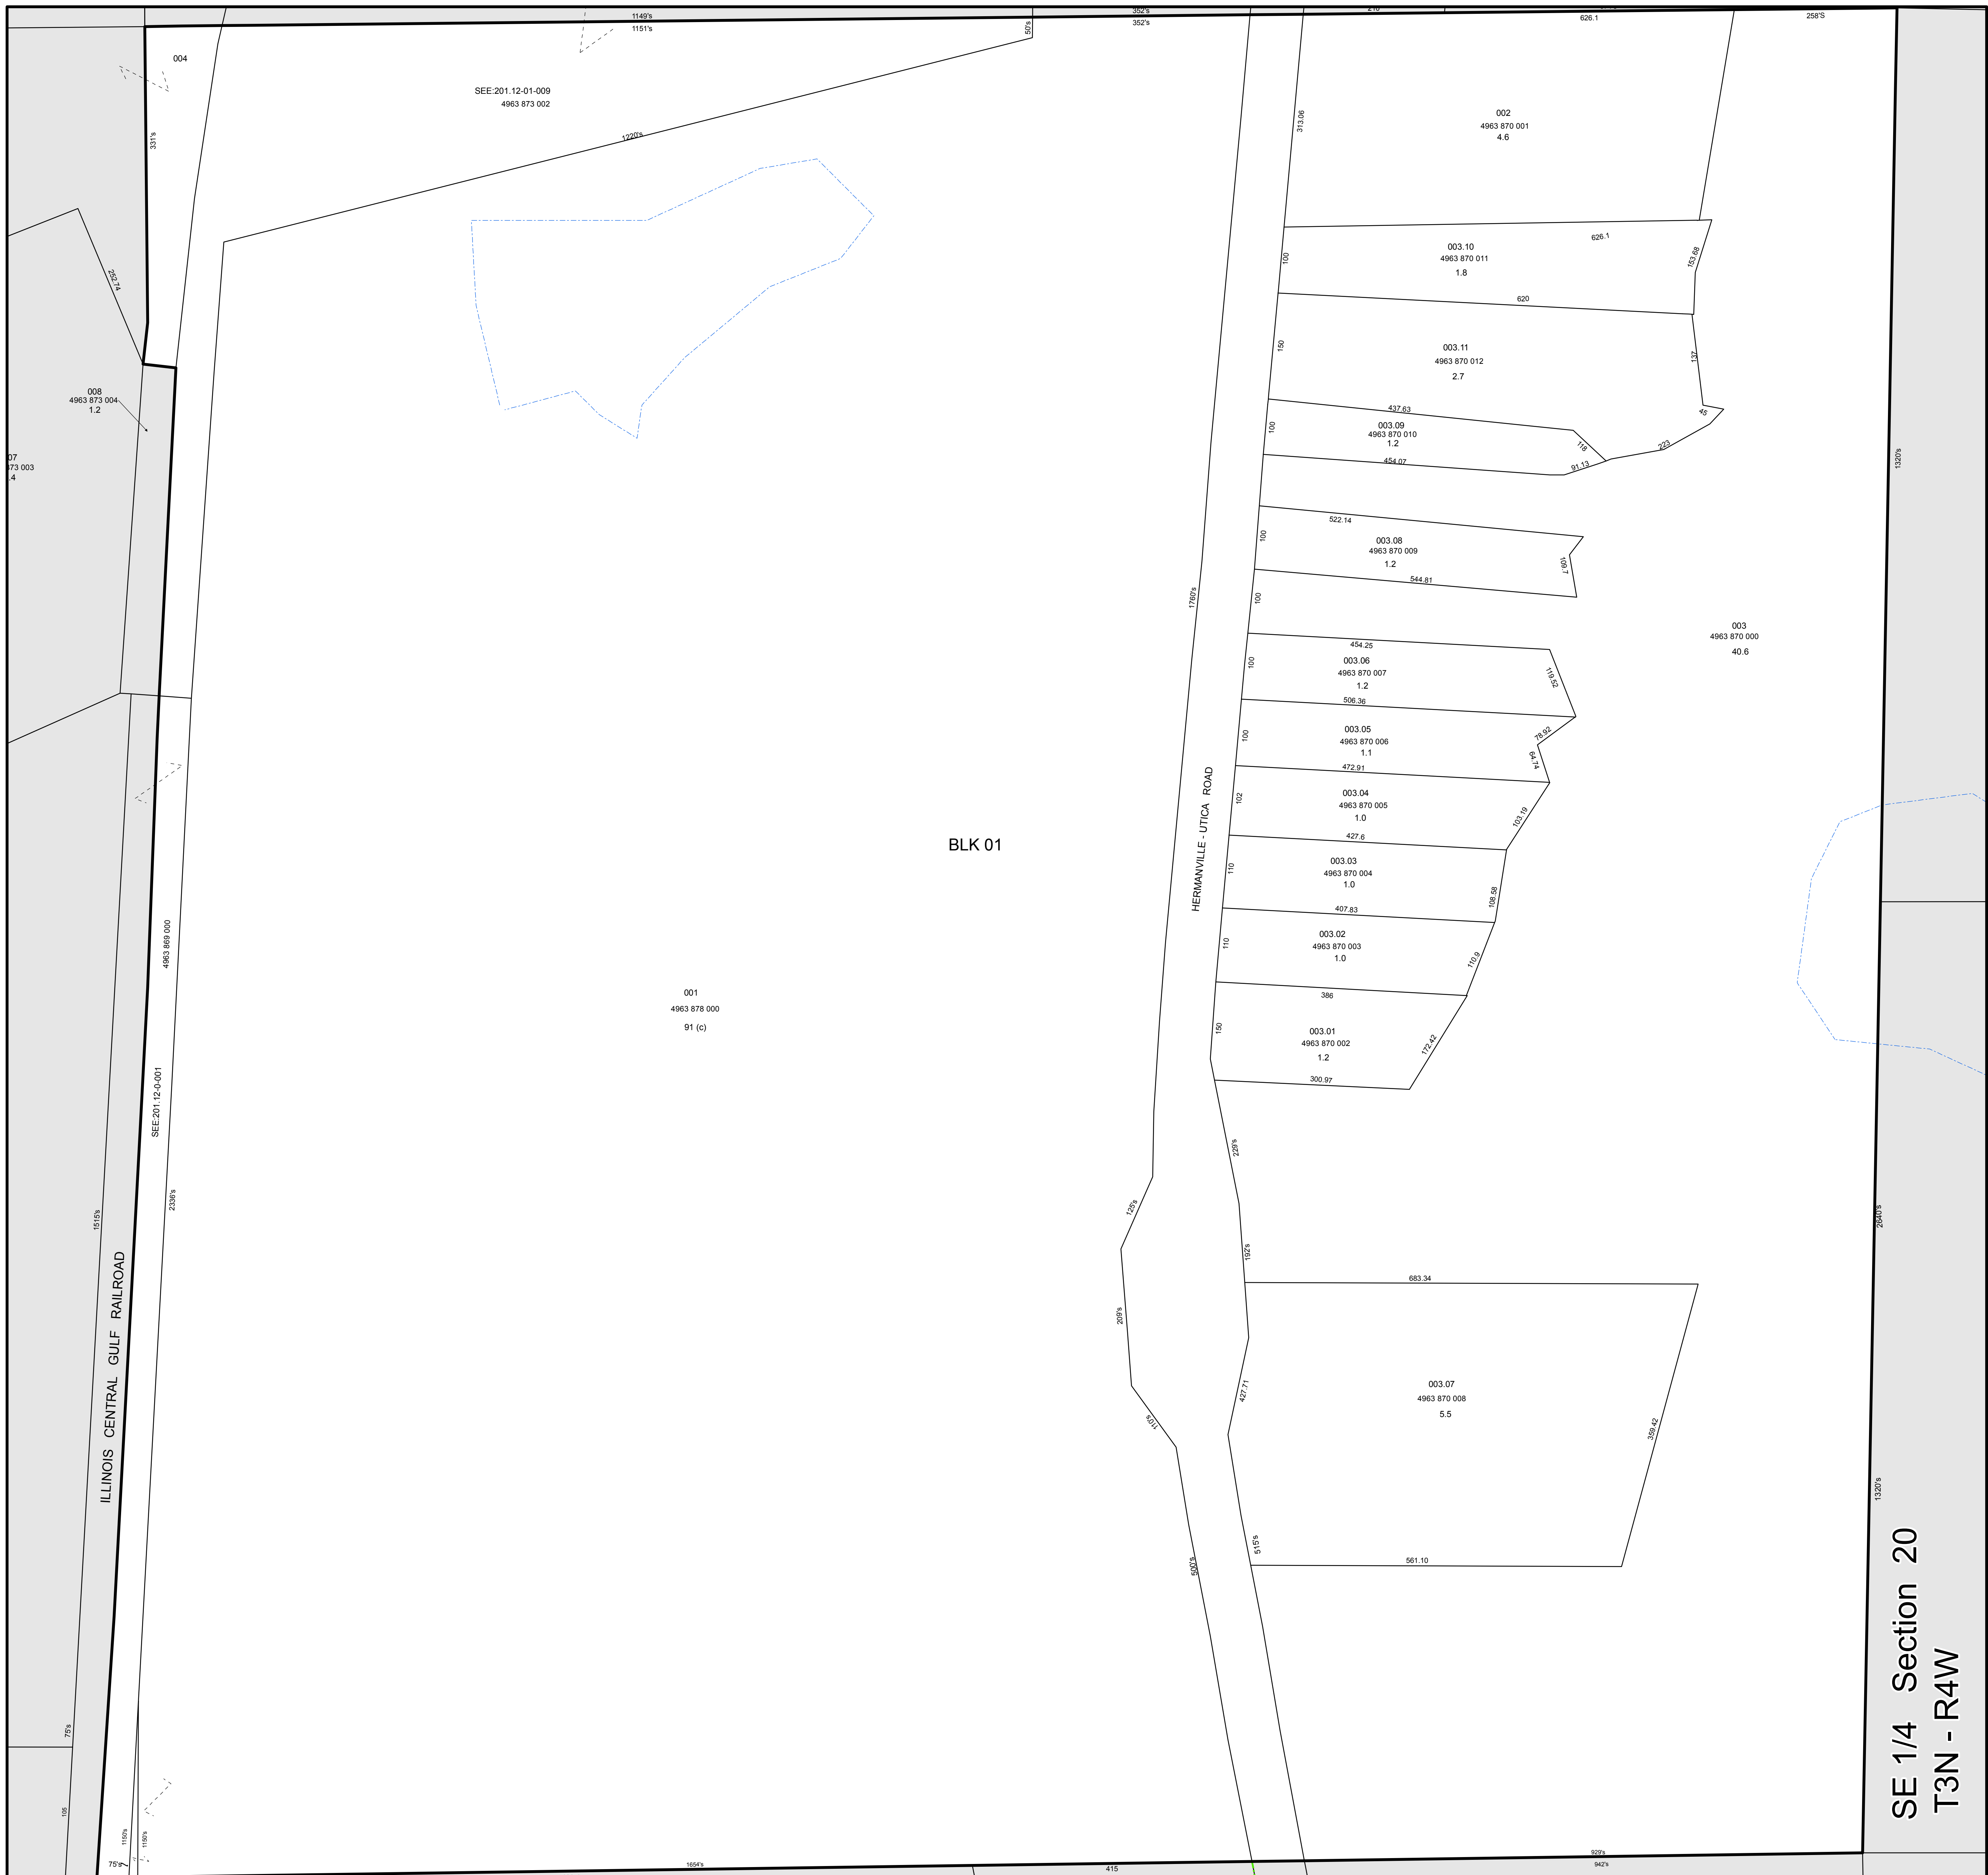 1149's
1151's
352's
352's
210
626.1
258'S
50's
004
331's
SEE:201.12-01-009
4963 873 002
1220's
313.06
002
4963 870 001
4.6
252.74
626.1
003.10
4963 870 011
1.8
100
153.68
620
150
003.11
4963 870 012
2.7
137
45
223
008
4963 873 004
1.2
07
73 003
.4
437.63
100
003.09
4963 870 010
1.2
118
454.07
91.13
1320's
522.14
100
003.08
4963 870 009
1.2
109.7
544.81
1760's
100
003
4963 870 000
40.6
454.25
100
003.06
4963 870 007
1.2
119.52
506.36
100
003.05
4963 870 006
1.1
78.92
64.74
472.91
102
003.04
4963 870 005
1.0
103.19
427.6
BLK 01
HERMANVILLE - UTICA ROAD
110
003.03
4963 870 004
1.0
108.58
407.83
110
003.02
4963 870 003
1.0
110.9
386
4963 869 000
001
4963 878 000
91 (c)
150
003.01
4963 870 002
1.2
172.42
300.97
SEE:201.12-0-001
229's
2336's
1515's
125's
192's
2640's
683.34
209's
ILLINOIS CENTRAL GULF RAILROAD
427.71
003.07
4963 870 008
5.5
110's
359.42
1320's
515's
600's
561.10
SE 1/4 Section 20
T3N - R4W
75's
105
1150's
1150's
75's
1654's
415
929's
942's